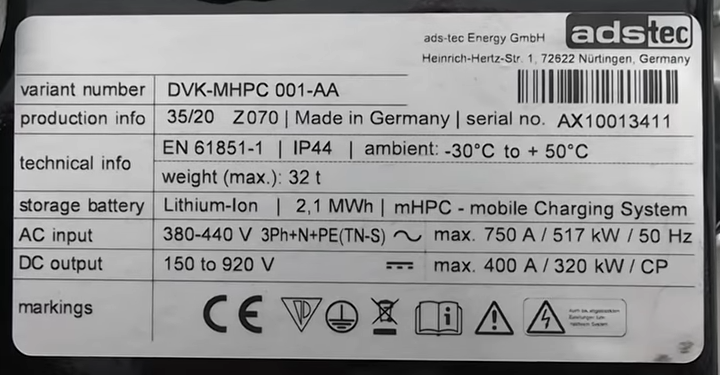 ads-tec Energy GmbH adstec
Heinrich-Hertz-Str. 1, 72622 Nürtingen, Germany
variant number DVK-MHPC 001-AA
production info 35/20 Z070 | Made in Germany | serial no. AX10013411
technical info EN 61851-1 | IP44 | ambient: -30°C to + 50°C
weight (max.): 32 t
storage battery Lithium-Ion | 2,1 MWh | mHPC - mobile Charging System
AC input 380-440 V 3Ph+N+PE(TN-S) max. 750 A / 517 kW / 50 Hz
DC output 150 to 920 V max. 400 A / 320 kW / CP
markings CE